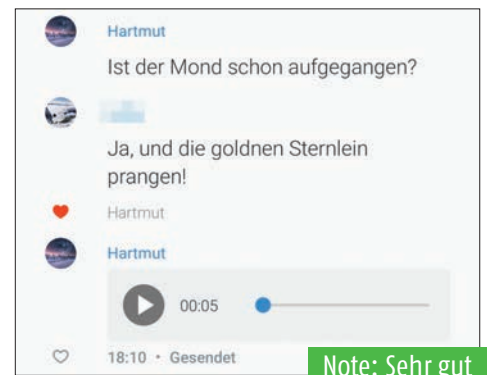 Hartmut
Ist der Mond schon aufgegangen?
Ja, und die goldnen Sternlein
prangen!
Hartmut
Hartmut
00:05
18:10 • Gesendet
Note: Sehr gut